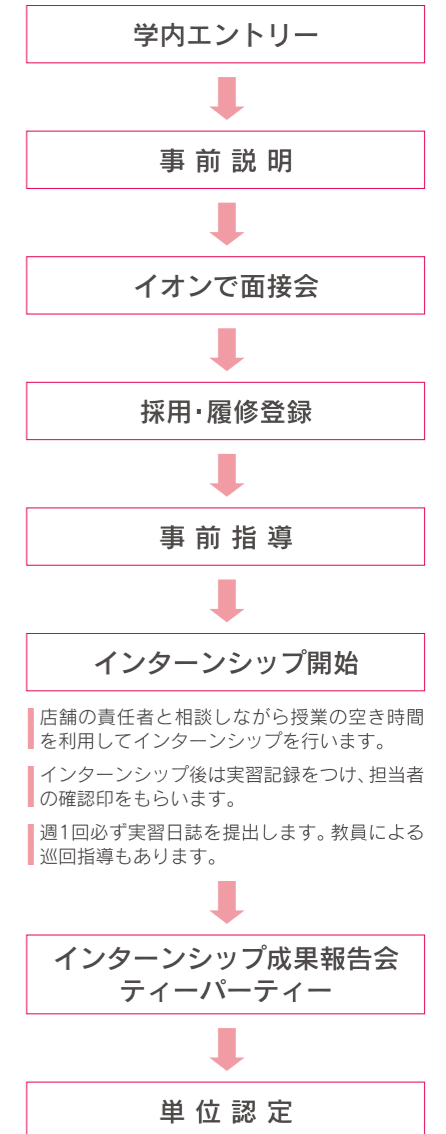 学内エントリー
事前説明
イオンで面接会
採用・履修登録
事前指導
インターンシップ開始
店舗の責任者と相談しながら授業の空き時間
を利用してインターンシップを行います。
インターンシップ後は実習記録をつけ、担当者
の確認印をもらいます。
週1回必ず実習日誌を提出します。教員による
巡回指導もあります。
インターンシップ成果報告会
ティーパーティー
単位認定